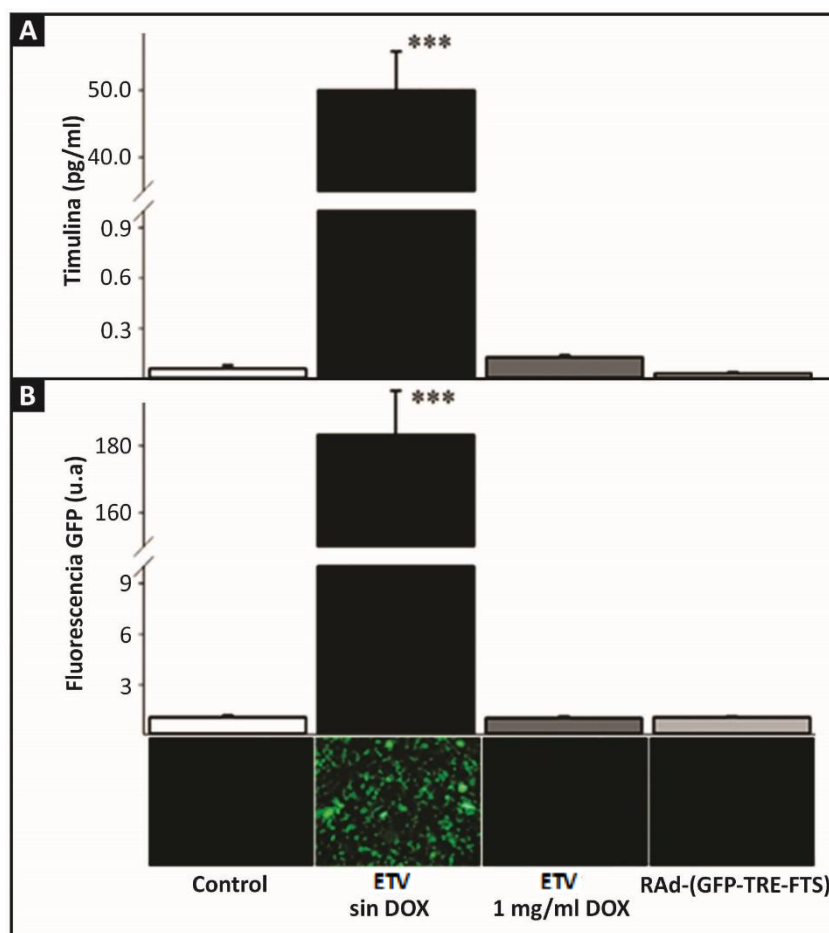 A
***
Timulina (pg/ml)
50.0
40.0
0.9
0.6
0.3
B
***
Fluorescencia GFP (u.a)
180
160
9
6
3
Control
ETV
sin DOX
ETV
1 mg/ml DOX
RAd-(GFP-TRE-FTS)